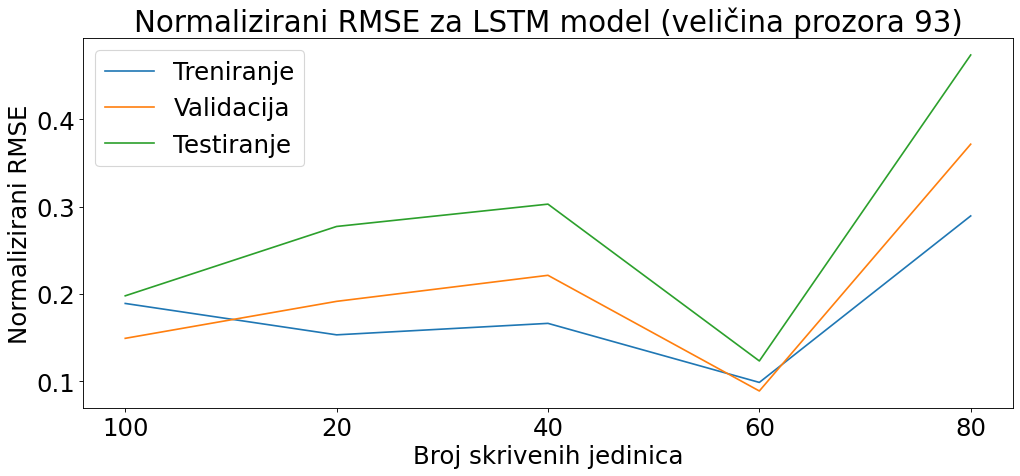 Normalizirani RMSE za LSTM model (veličina prozora 93)
Treniranje
Validacija
Testiranje
Normalizirani RMSE
0.4
0.3
0.2
0.1
100 20 40 60 80
Broj skrivenih jedinica